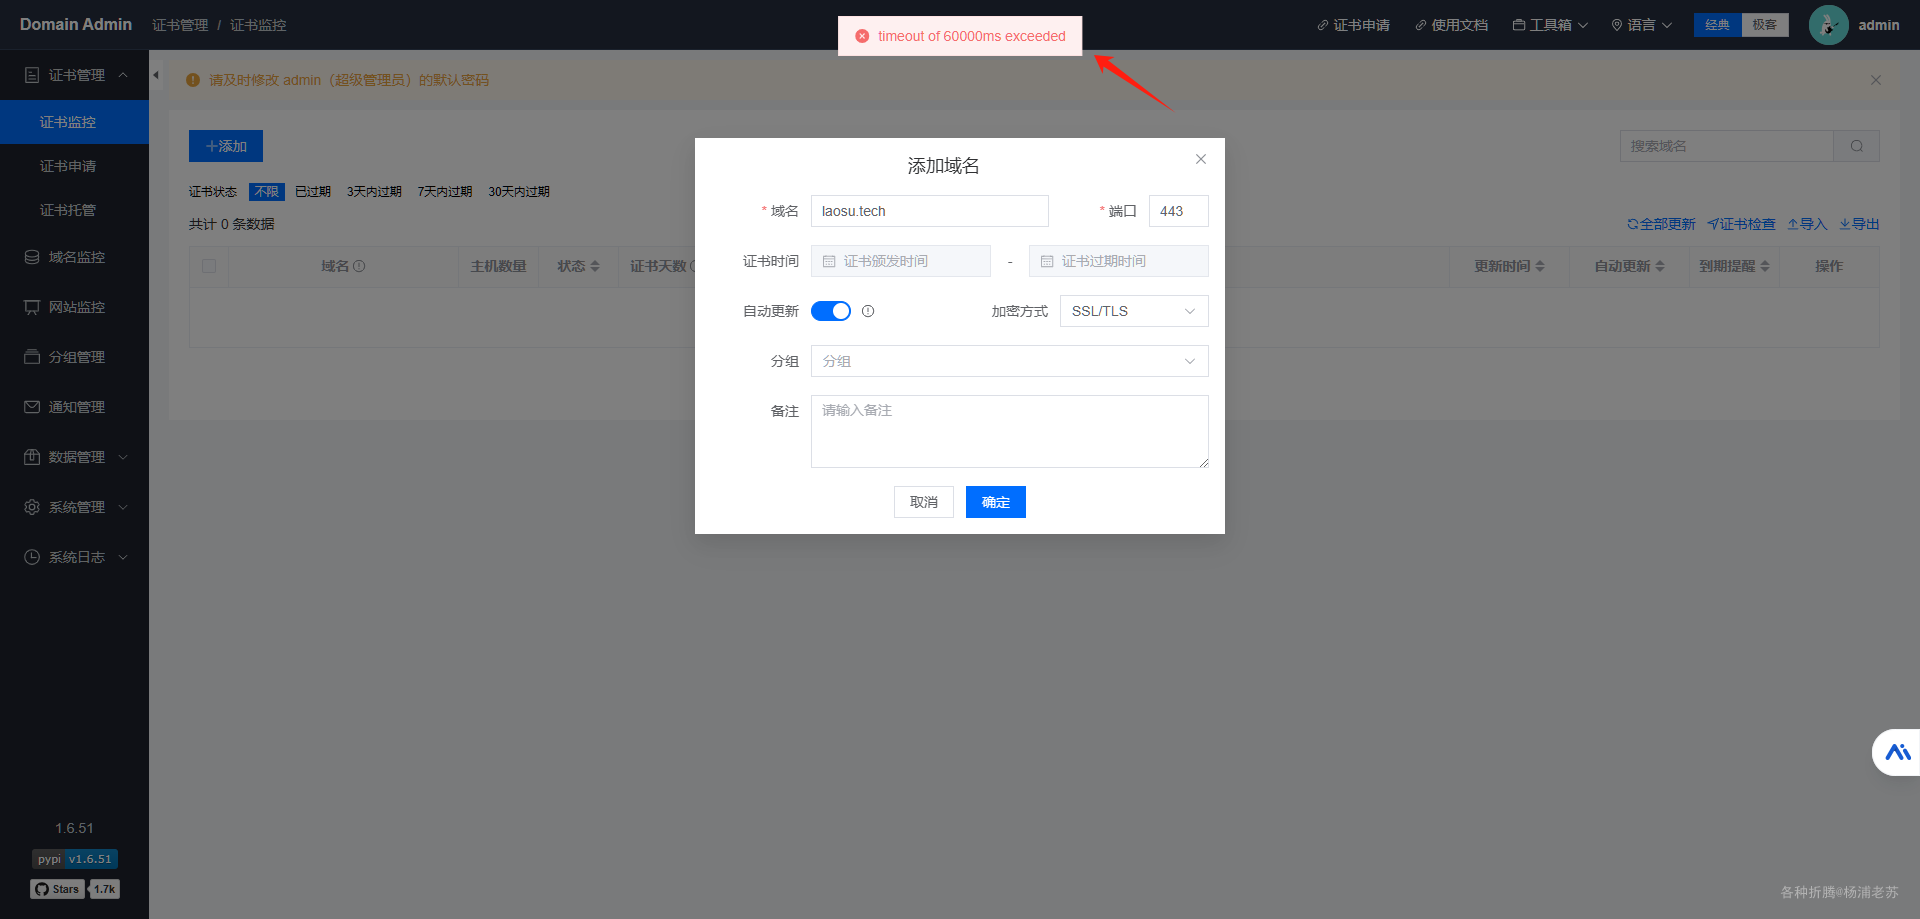 Domain Admin 证书管理 / 证书监控
timeout of 60000ms exceeded
证书申请 使用文档 工具箱 语言 经典 极客 admin
证书管理
证书监控
证书申请
证书托管
域名监控
网站监控
分组管理
通知管理
数据管理
系统管理
系统日志
1.6.51
pypi v1.6.51
Stars 1.7k
请及时修改 admin（超级管理员）的默认密码
+添加
搜索域名
证书状态 不限 已过期 3天内过期 7天内过期 30天内过期
共计 0 条数据
全部更新 证书检查 导入 导出
域名 主机数量 状态 证书天数 更新时间 自动更新 到期提醒 操作
添加域名
* 域名 laosu.tech * 端口 443
证书时间 证书颁发时间 - 证书过期时间
自动更新 加密方式 SSL/TLS
分组 分组
备注 请输入备注
取消 确定
各种折腾@杨浦老苏